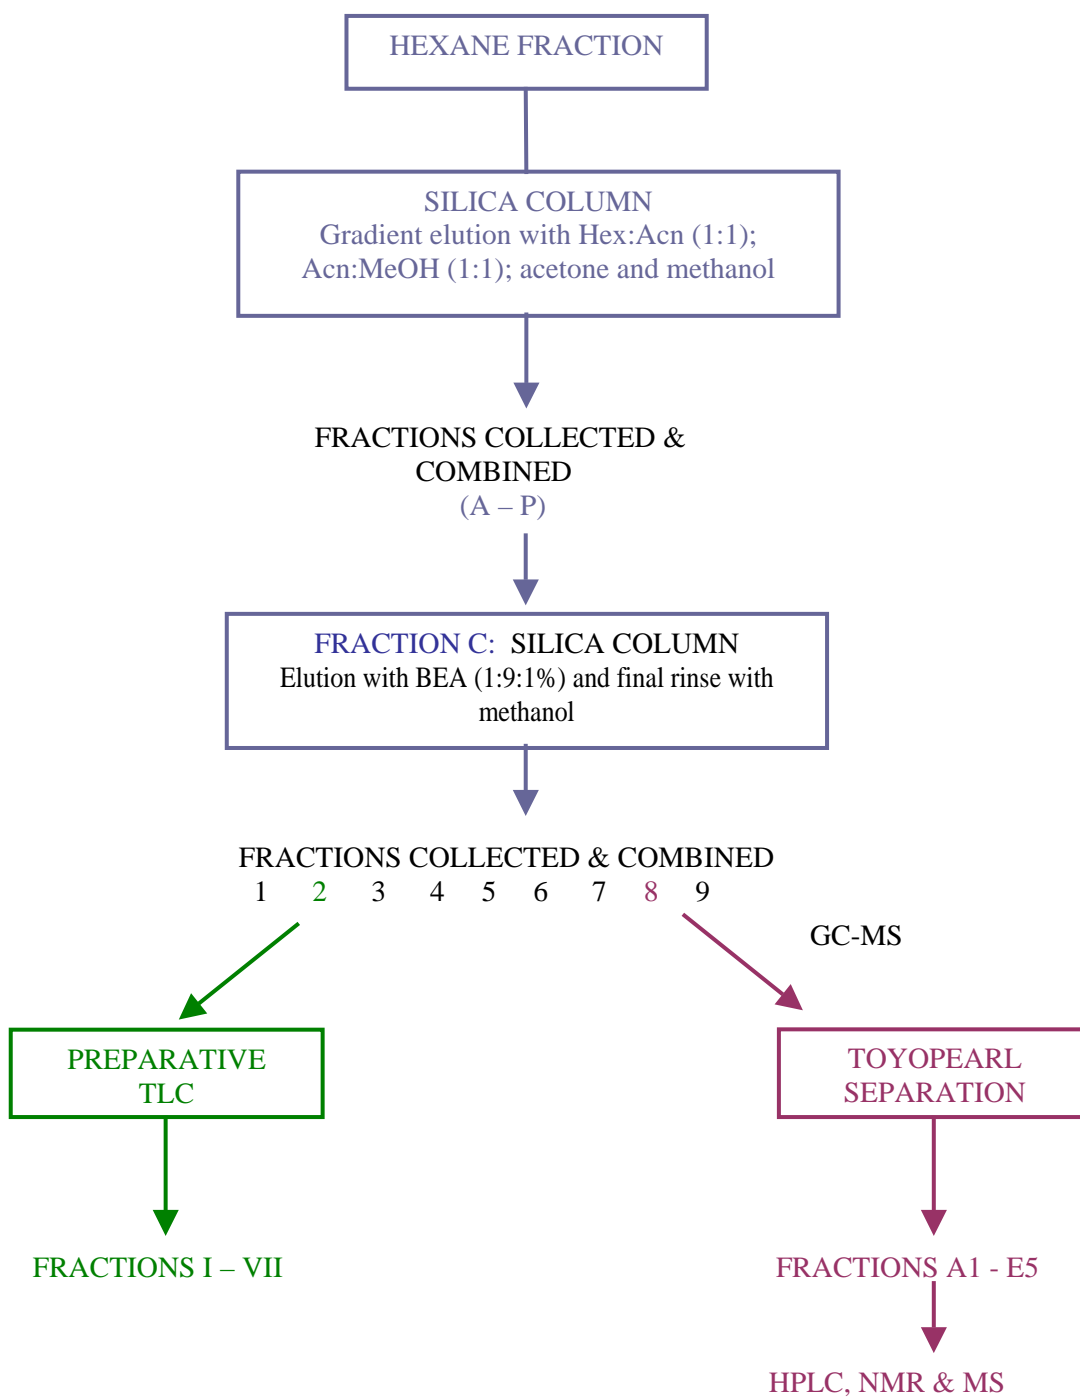 HEXANE FRACTION
SILICA COLUMN
Gradient elution with Hex:Acn (1:1);
Acn:MeOH (1:1); acetone and methanol
FRACTIONS COLLECTED &
COMBINED
(A – P)
FRACTION C: SILICA COLUMN
Elution with BEA (1:9:1%) and final rinse with
methanol
FRACTIONS COLLECTED & COMBINED
1 2 3 4 5 6 7 8 9
GC-MS
PREPARATIVE
TLC
TOYOPEARL
SEPARATION
FRACTIONS I – VII
FRACTIONS A1 - E5
HPLC, NMR & MS